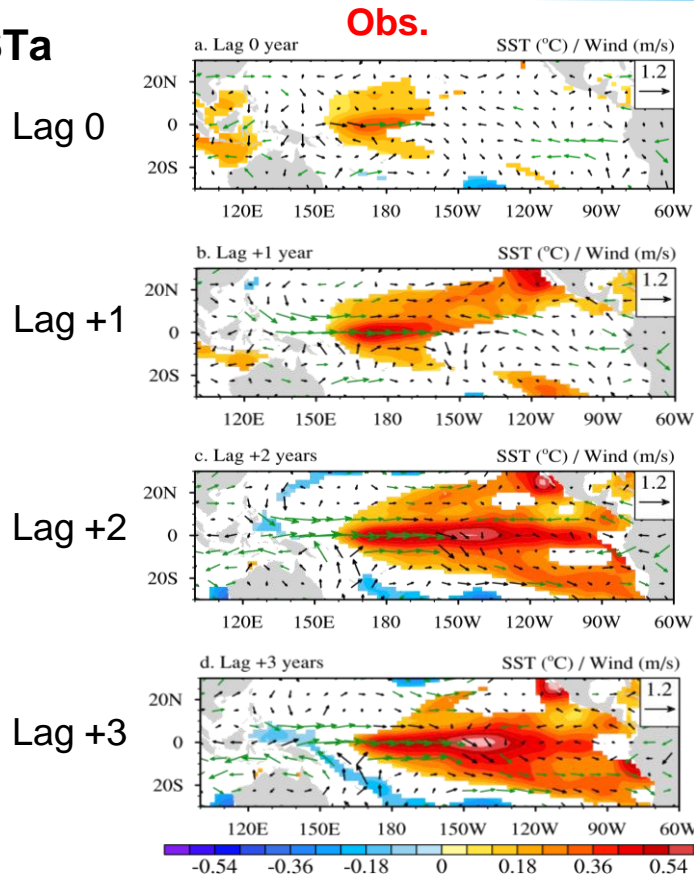 Obs.
STa
a. Lag 0 year SST (°C) / Wind (m/s)
1.2
Lag 0
20N
0
20S
120E 150E 180 150W 120W 90W 60W
b. Lag +1 year SST (°C) / Wind (m/s)
1.2
Lag +1
20N
0
20S
120E 150E 180 150W 120W 90W 60W
c. Lag +2 years SST (°C) / Wind (m/s)
1.2
Lag +2
20N
0
20S
120E 150E 180 150W 120W 90W 60W
d. Lag +3 years SST (°C) / Wind (m/s)
1.2
Lag +3
20N
0
20S
120E 150E 180 150W 120W 90W 60W
-0.54 -0.36 -0.18 0 0.18 0.36 0.54